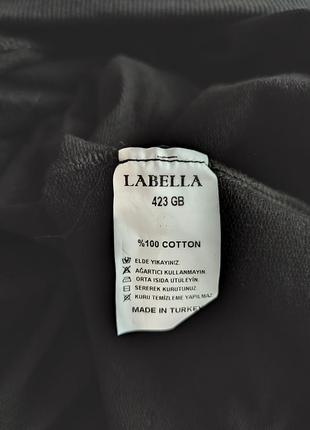 LABELLA
423 GB
%100 COTTON
ELDE YIKAYINIZ.
AĞARTICI KULLANMAYIN.
ORTA ISIDA ÜTÜLEYİN.
SEREREK KURUTUNUZ.
KURU TEMİZLEME YAPILMAZ.
MADE IN TURKEY